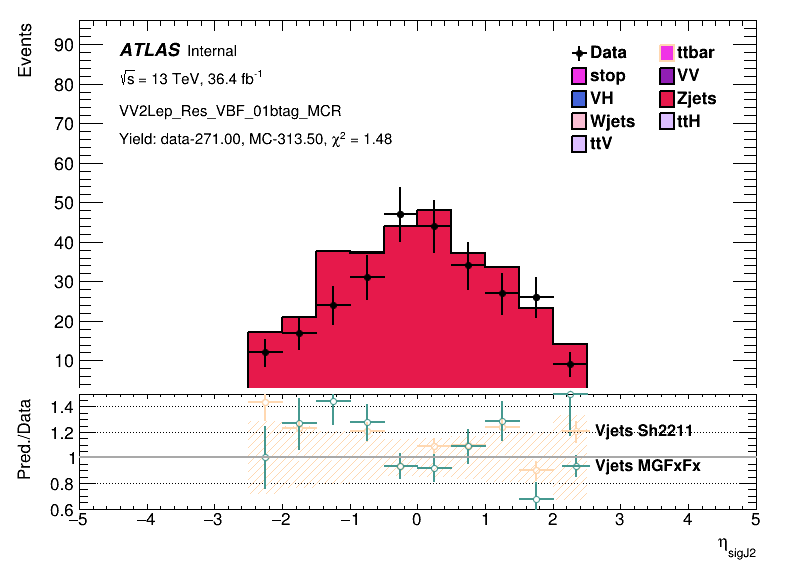 Events
90
80
70
60
50
40
30
20
10
ATLAS Internal
√s = 13 TeV, 36.4 fb⁻¹
VV2Lep_Res_VBF_01btag_MCR
Yield: data-271.00, MC-313.50, χ² = 1.48
Data ttbar
stop VV
VH Zjets
Wjets ttH
ttV
Pred./Data
1.4
1.2
1
0.8
0.6
Vjets Sh2211
Vjets MGFxFx
−5 −4 −3 −2 −1 0 1 2 3 4 5
η_sigJ2